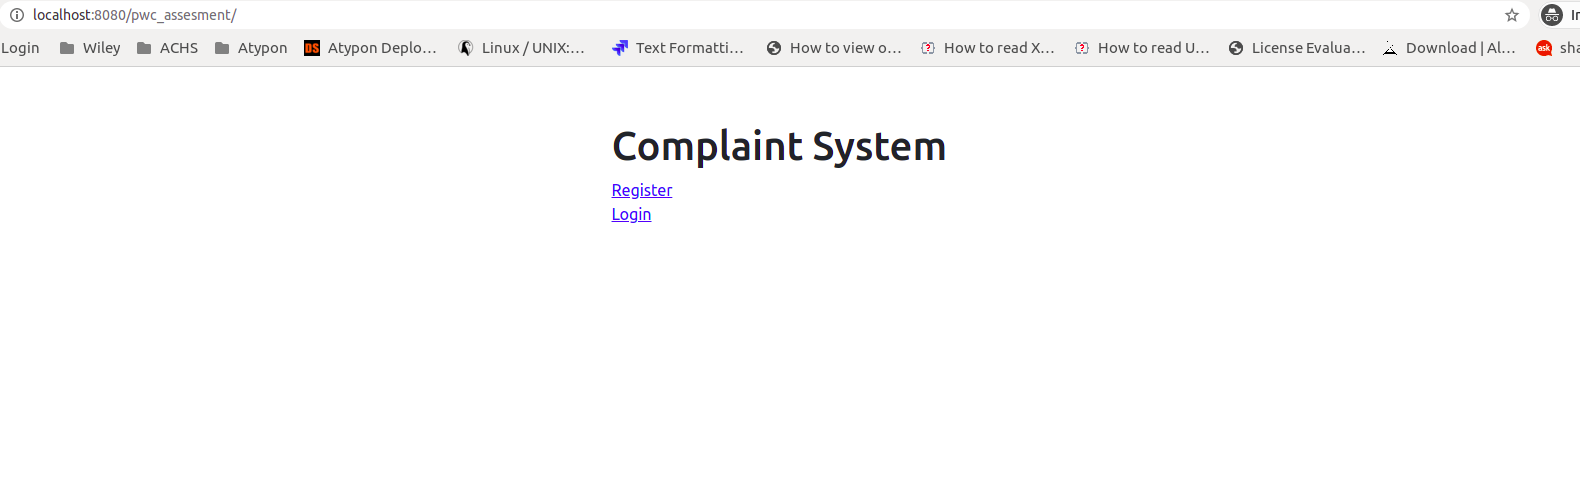 localhost:8080/pwc_assesment/
Login Wiley ACHS Atypon DS Atypon Deplo... Linux / UNIX:... Text Formatti... How to view o... How to read X... How to read U... License Evalua... Download | Al... ask sha
Complaint System
Register
Login